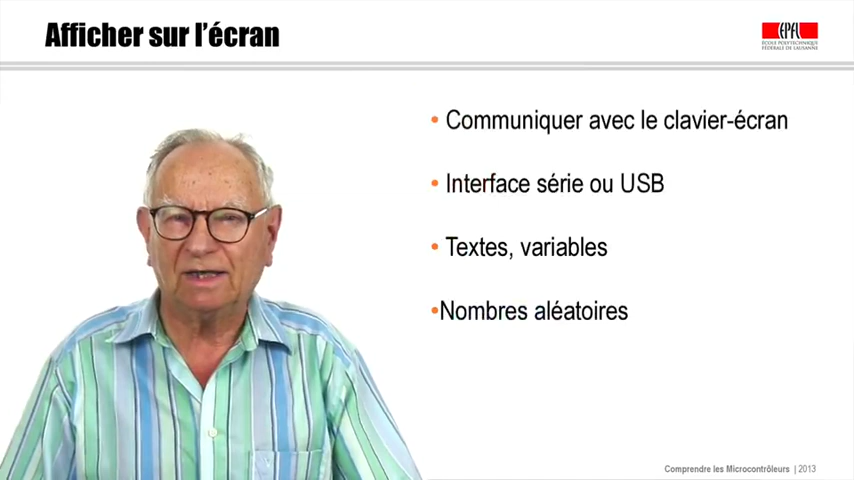 Afficher sur l'écran
EPFL
ÉCOLE POLYTECHNIQUE
FÉDÉRALE DE LAUSANNE
• Communiquer avec le clavier-écran
• Interface série ou USB
• Textes, variables
•Nombres aléatoires
Comprendre les Microcontrôleurs | 2013